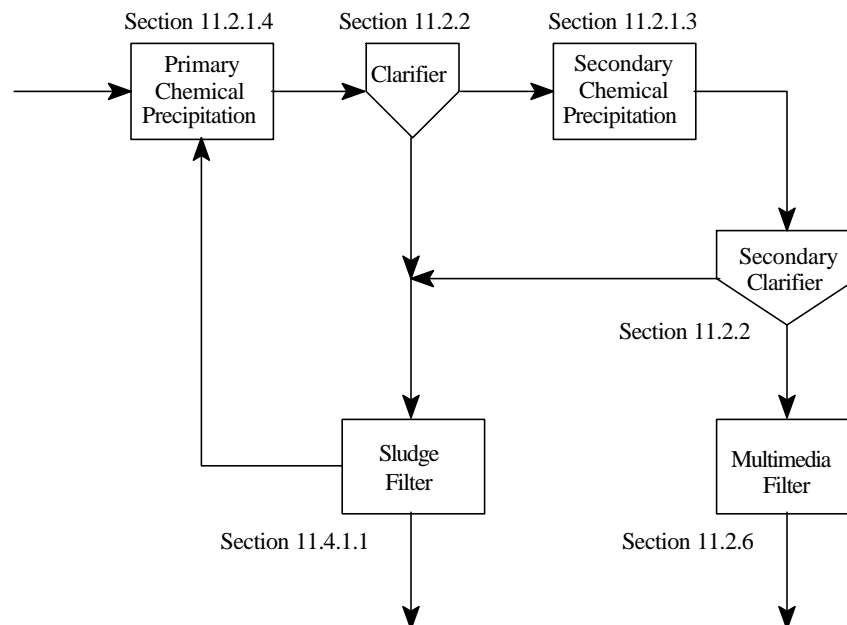 Section 11.2.1.4
Section 11.2.2
Section 11.2.1.3
Primary
Chemical
Precipitation
Clarifier
Secondary
Chemical
Precipitation
Secondary
Clarifier
Section 11.2.2
Sludge
Filter
Multimedia
Filter
Section 11.4.1.1
Section 11.2.6